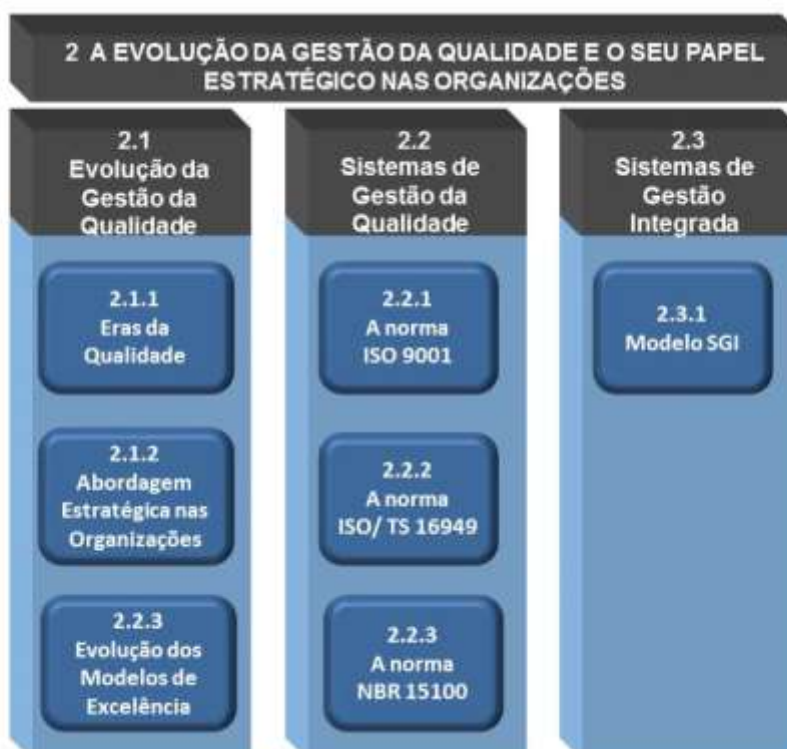 2 A EVOLUÇÃO DA GESTÃO DA QUALIDADE E O SEU PAPEL
ESTRATÉGICO NAS ORGANIZAÇÕES
2.1
Evolução da
Gestão da
Qualidade
2.1.1
Eras da
Qualidade
2.1.2
Abordagem
Estratégica nas
Organizações
2.2.3
Evolução dos
Modelos de
Excelência
2.2
Sistemas de
Gestão da
Qualidade
2.2.1
A norma
ISO 9001
2.2.2
A norma
ISO/ TS 16949
2.2.3
A norma
NBR 15100
2.3
Sistemas de
Gestão
Integrada
2.3.1
Modelo SGI